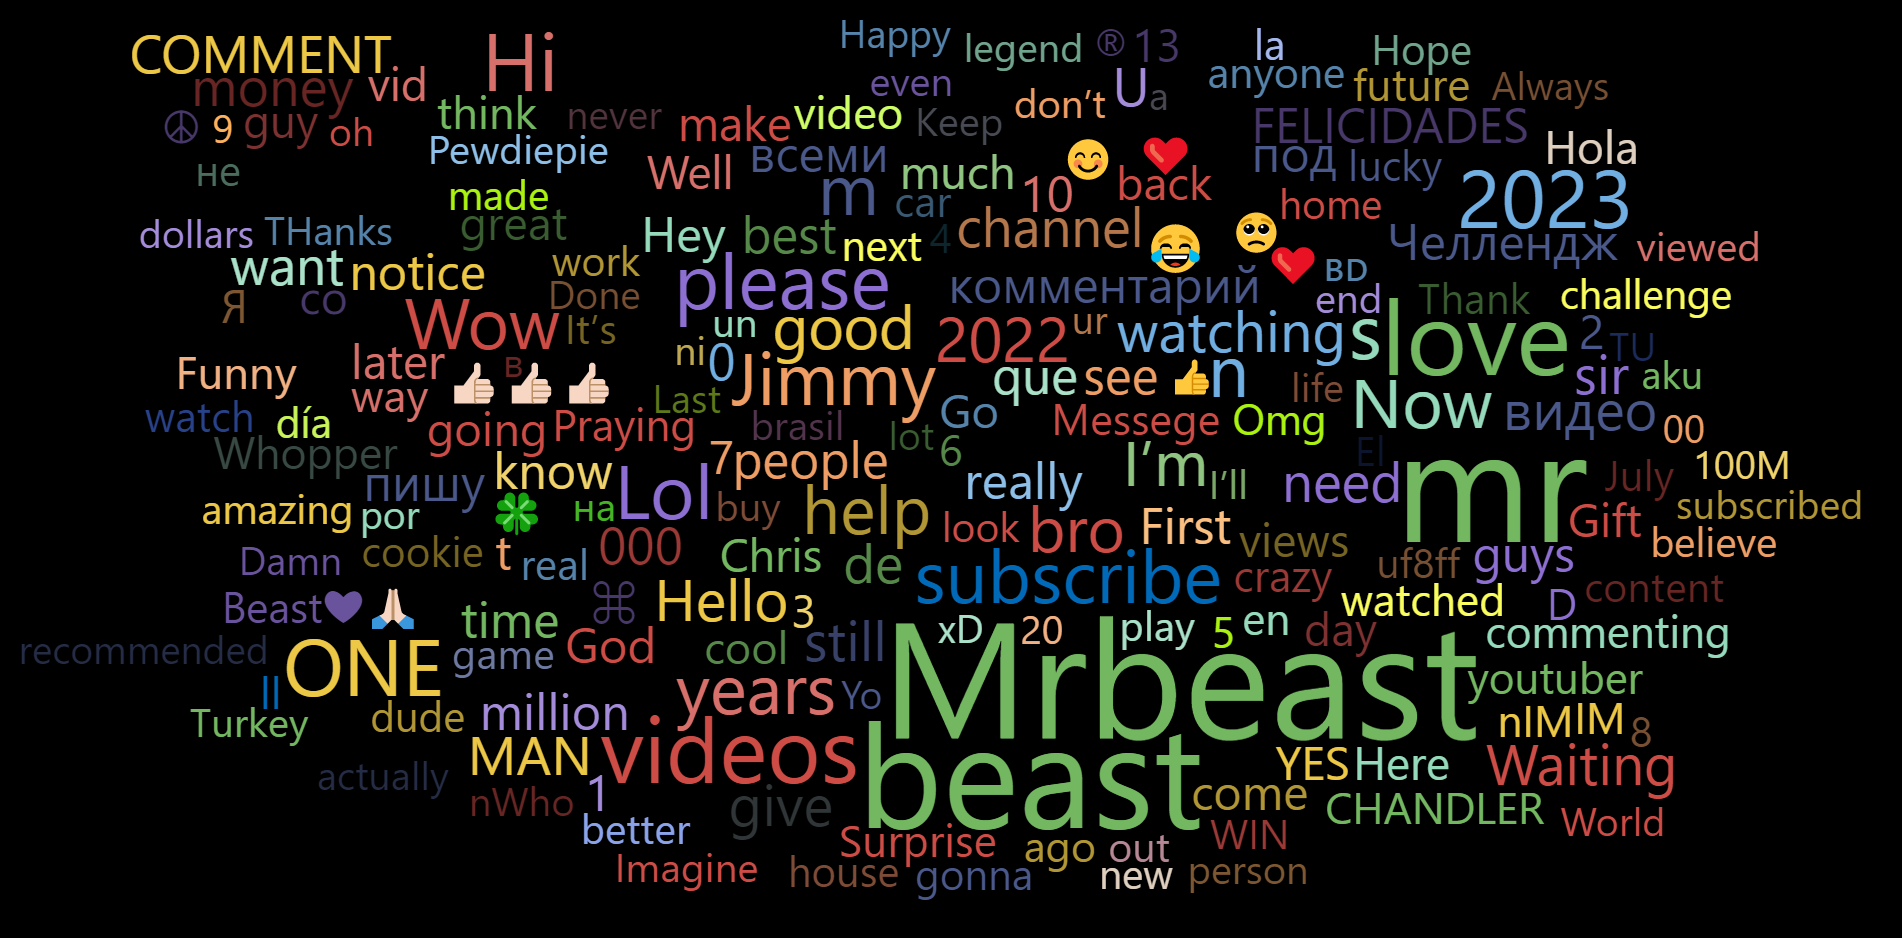 COMMENT Hi Happy legend ® 13 la Hope
money vid even U a anyone future Always
☮ 9 guy oh think never make video Keep don't FELICIDADES
не Pewdiepie Well всеми much 😊 ❤ под lucky Hola
made m car 10 back 2023
dollars THanks great Hey best next 4 channel 😂 🥺 home Челлендж viewed
want notice work please ❤ BD
Я co Done комментарий end Thank challenge
Wow It's un good 2022 ur watching s love 2 TU
Funny later в 👍🏻 👍🏻 👍🏻 ni 0 Jimmy que see 👍 n life sir aku
way Last Now
watch día going Praying brasil lot Go Messege Omg видео 00
Whopper know 7 people 6 I'm El 100M
пишу Lol really I'll need mr July
amazing por 🍀 на buy help look bro First Gift subscribed
Damn cookie t real 000 Chris de views uf8ff guys believe
Beast 💜 🙏🏻 ⌘ Hello 3 subscribe crazy watched D content
time xD 20 play 5 en day commenting
recommended ONE game God cool still Mrbeast
ll years Yo youtuber
Turkey dude million nIMIM 8
actually MAN videos beast YES Here Waiting
nWho 1 give come CHANDLER World
better Surprise ago out WIN
Imagine house gonna new person